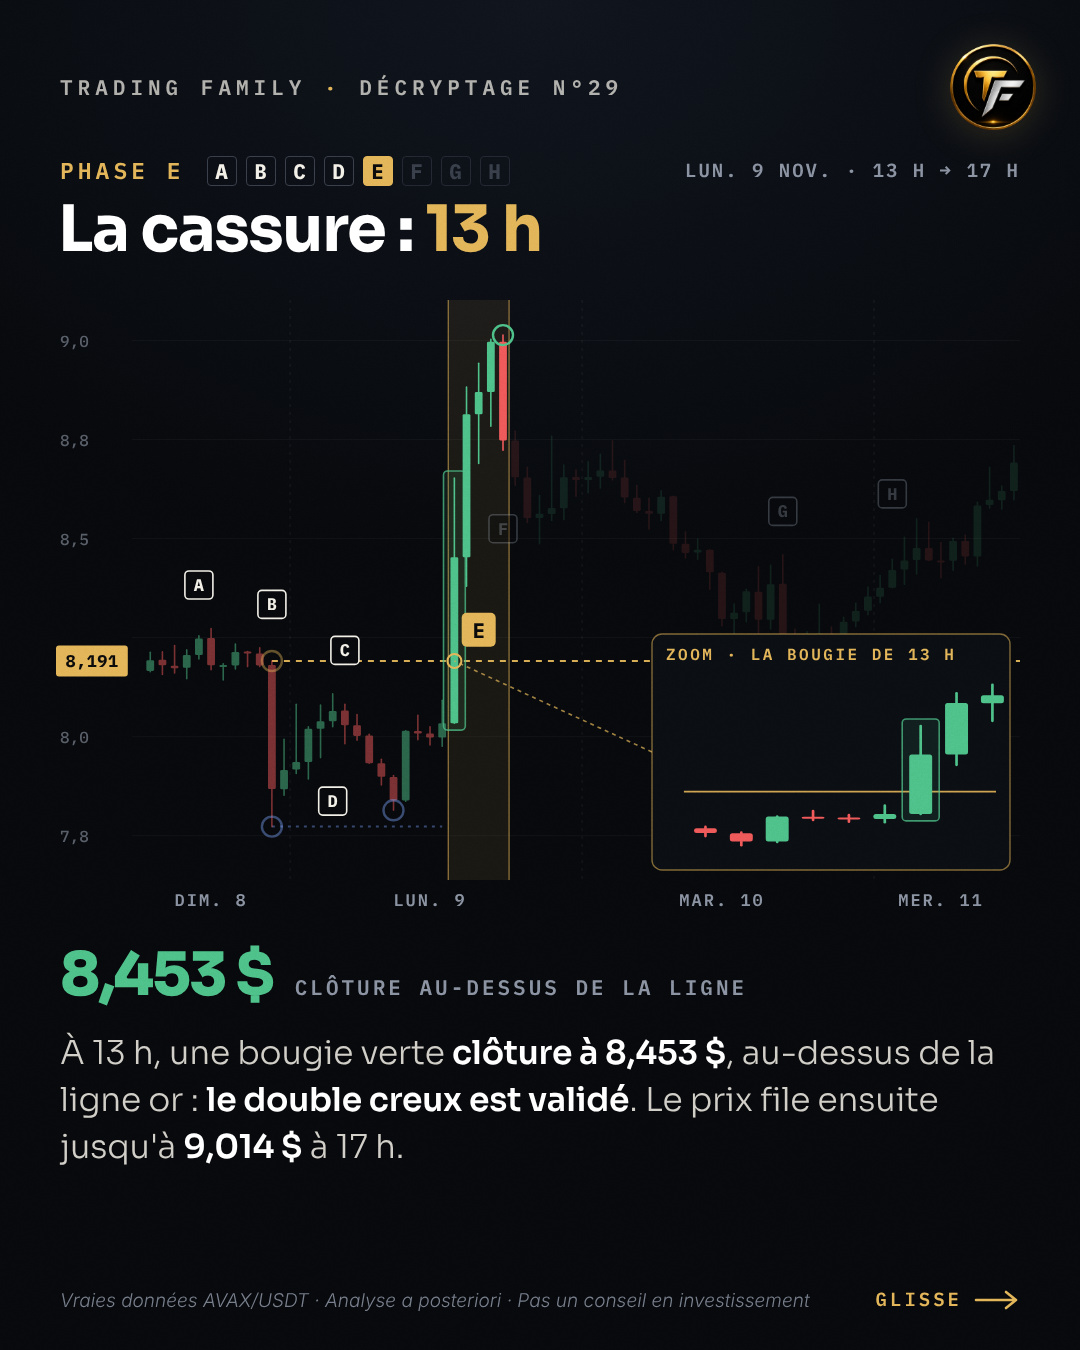 TRADING FAMILY · DÉCRYPTAGE N°29
TF
PHASE E A B C D E F G H
LUN. 9 NOV. · 13 H → 17 H
La cassure : 13 h
9,0
8,8
8,5
8,191
8,0
7,8
A
B
C
D
E
F
G
H
ZOOM · LA BOUGIE DE 13 H
DIM. 8 LUN. 9 MAR. 10 MER. 11
8,453 $ CLÔTURE AU-DESSUS DE LA LIGNE
À 13 h, une bougie verte clôture à 8,453 $, au-dessus de la
ligne or : le double creux est validé. Le prix file ensuite
jusqu'à 9,014 $ à 17 h.
Vraies données AVAX/USDT · Analyse a posteriori · Pas un conseil en investissement
GLISSE →